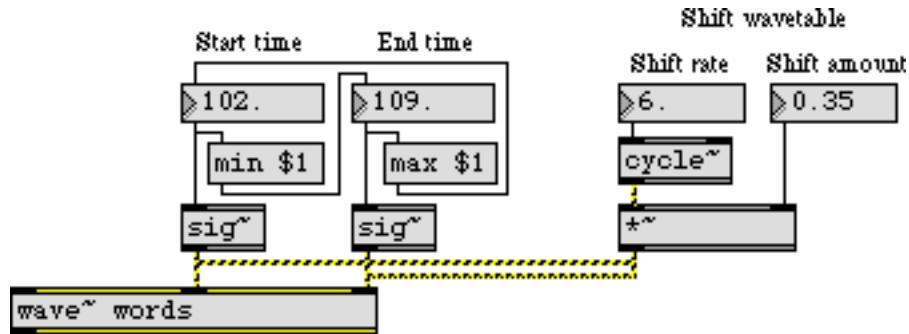 Shift wavetable
Start time End time Shift rate Shift amount
102. 109. 6. 0.35
min $1 max $1 cycle~
sig~ sig~ *~
wave~ words